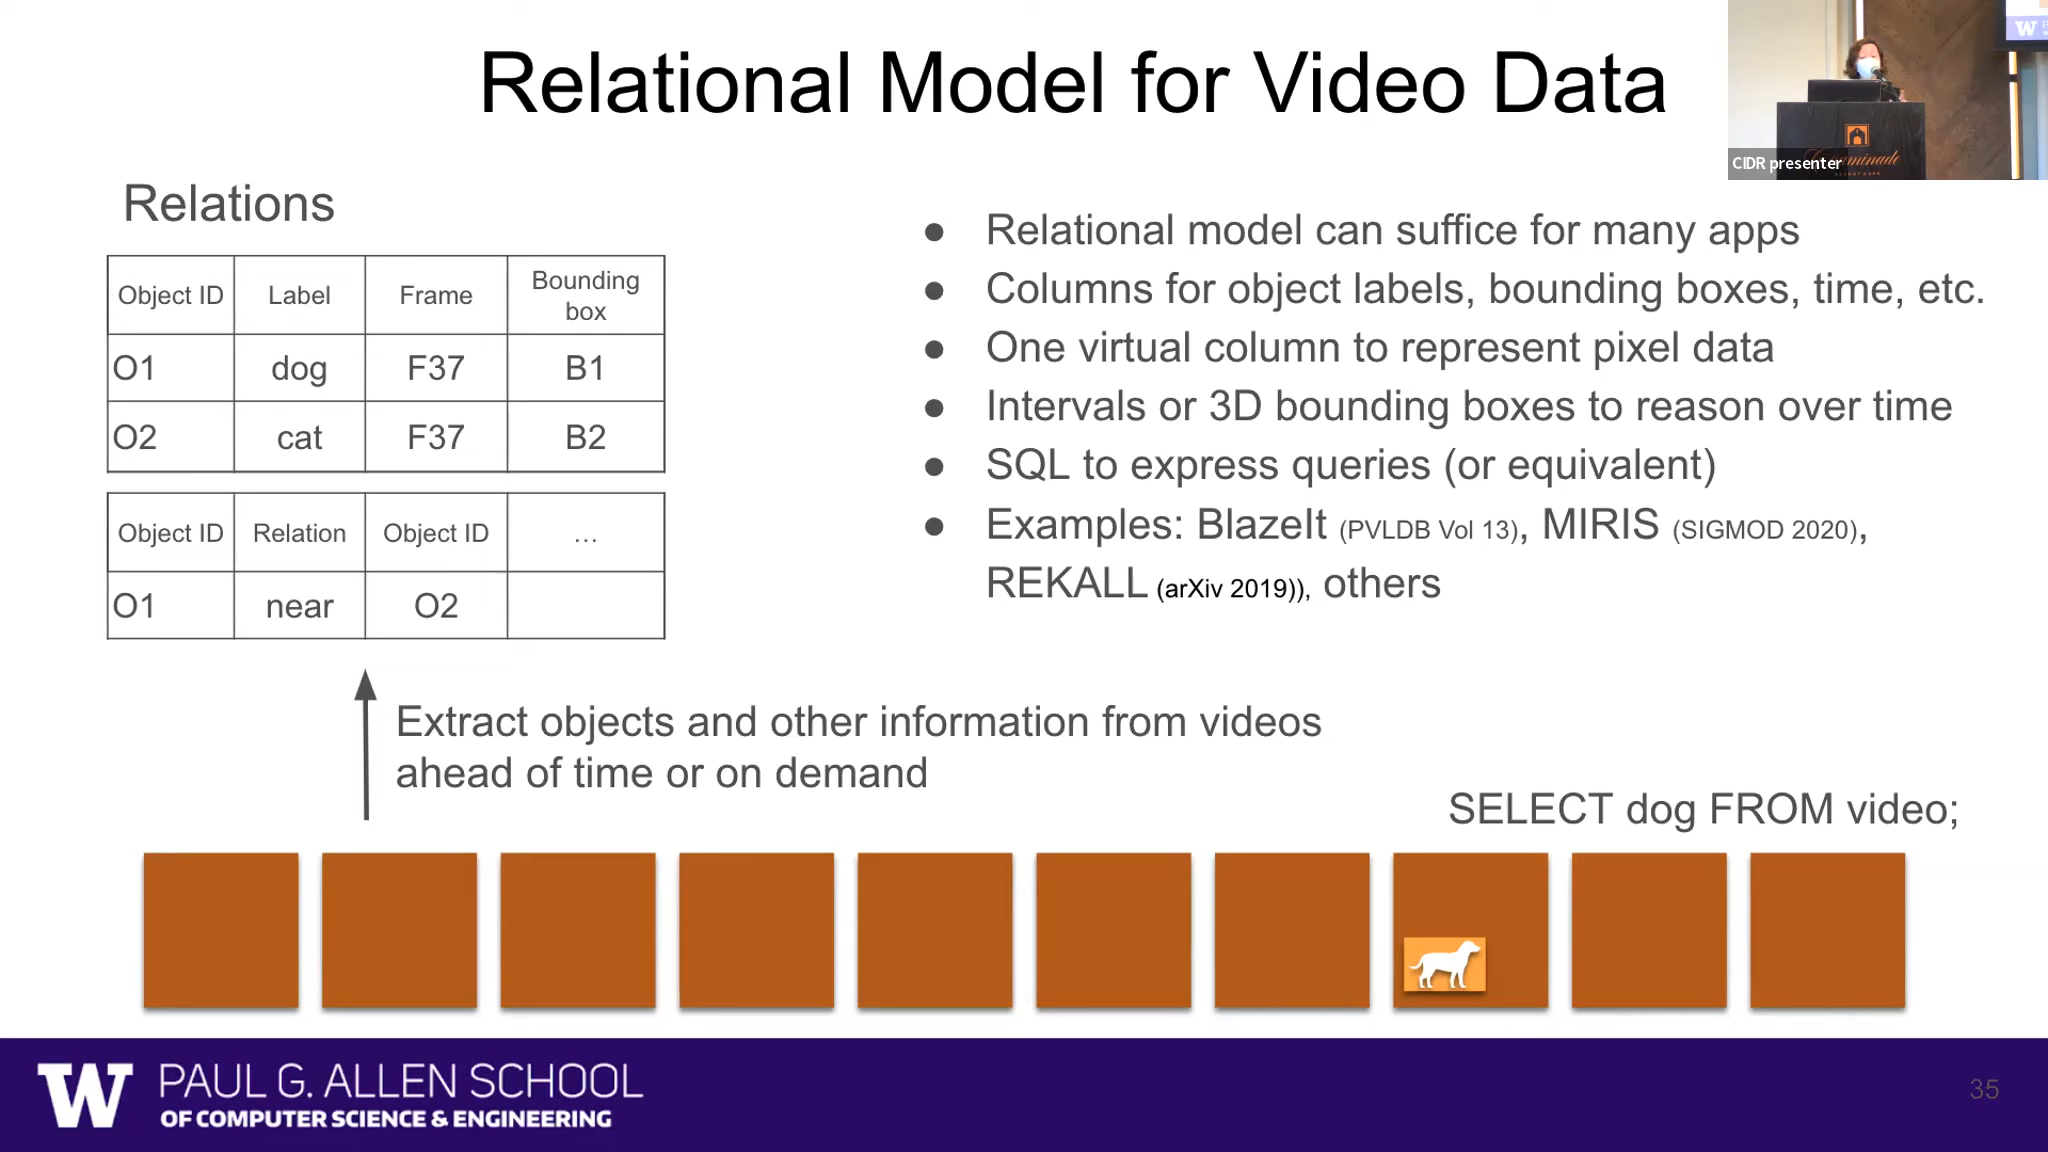 Relational Model for Video Data
CIDR presenter
Relations
Object ID Label Frame Bounding box
O1 dog F37 B1
O2 cat F37 B2
Object ID Relation Object ID ...
O1 near O2
● Relational model can suffice for many apps
● Columns for object labels, bounding boxes, time, etc.
● One virtual column to represent pixel data
● Intervals or 3D bounding boxes to reason over time
● SQL to express queries (or equivalent)
● Examples: BlazeIt (PVLDB Vol 13), MIRIS (SIGMOD 2020),
REKALL (arXiv 2019)), others
Extract objects and other information from videos
ahead of time or on demand
SELECT dog FROM video;
W PAUL G. ALLEN SCHOOL
OF COMPUTER SCIENCE & ENGINEERING
35